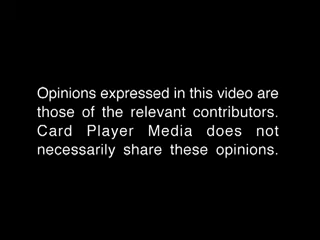 Opinions expressed in this video are
those of the relevant contributors.
Card Player Media does not
necessarily share these opinions.